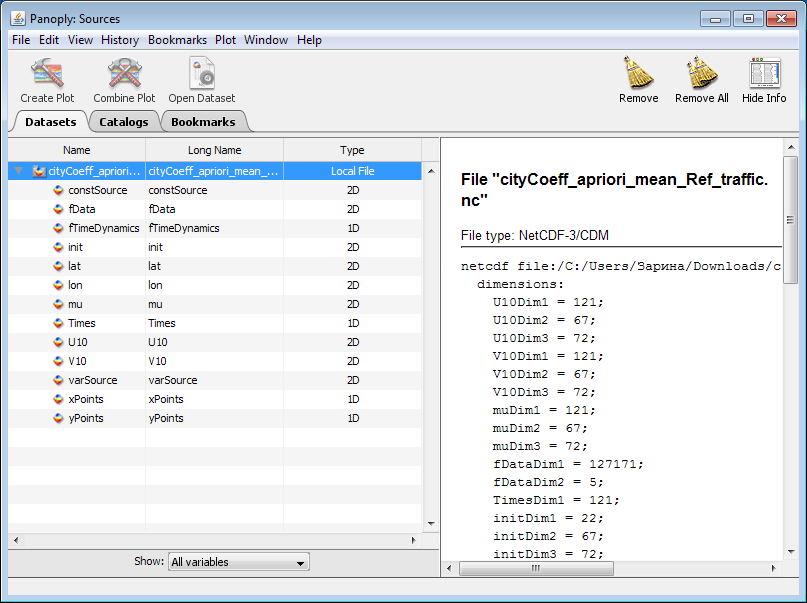 Panoply: Sources
File Edit View History Bookmarks Plot Window Help
Create Plot Combine Plot Open Dataset Remove Remove All Hide Info
Datasets Catalogs Bookmarks
Name Long Name Type
cityCoeff_apriori... cityCoeff_apriori_mean_... Local File
constSource constSource 2D
fData fData 2D
fTimeDynamics fTimeDynamics 1D
init init 2D
lat lat 2D
lon lon 2D
mu mu 2D
Times Times 1D
U10 U10 2D
V10 V10 2D
varSource varSource 2D
xPoints xPoints 1D
yPoints yPoints 1D
Show: All variables
File "cityCoeff_apriori_mean_Ref_traffic.
nc"
File type: NetCDF-3/CDM
netcdf file:/C:/Users/Зарина/Downloads/c
dimensions:
U10Dim1 = 121;
U10Dim2 = 67;
U10Dim3 = 72;
V10Dim1 = 121;
V10Dim2 = 67;
V10Dim3 = 72;
muDim1 = 121;
muDim2 = 67;
muDim3 = 72;
fDataDim1 = 127171;
fDataDim2 = 5;
TimesDim1 = 121;
initDim1 = 22;
initDim2 = 67;
initDim3 = 72;